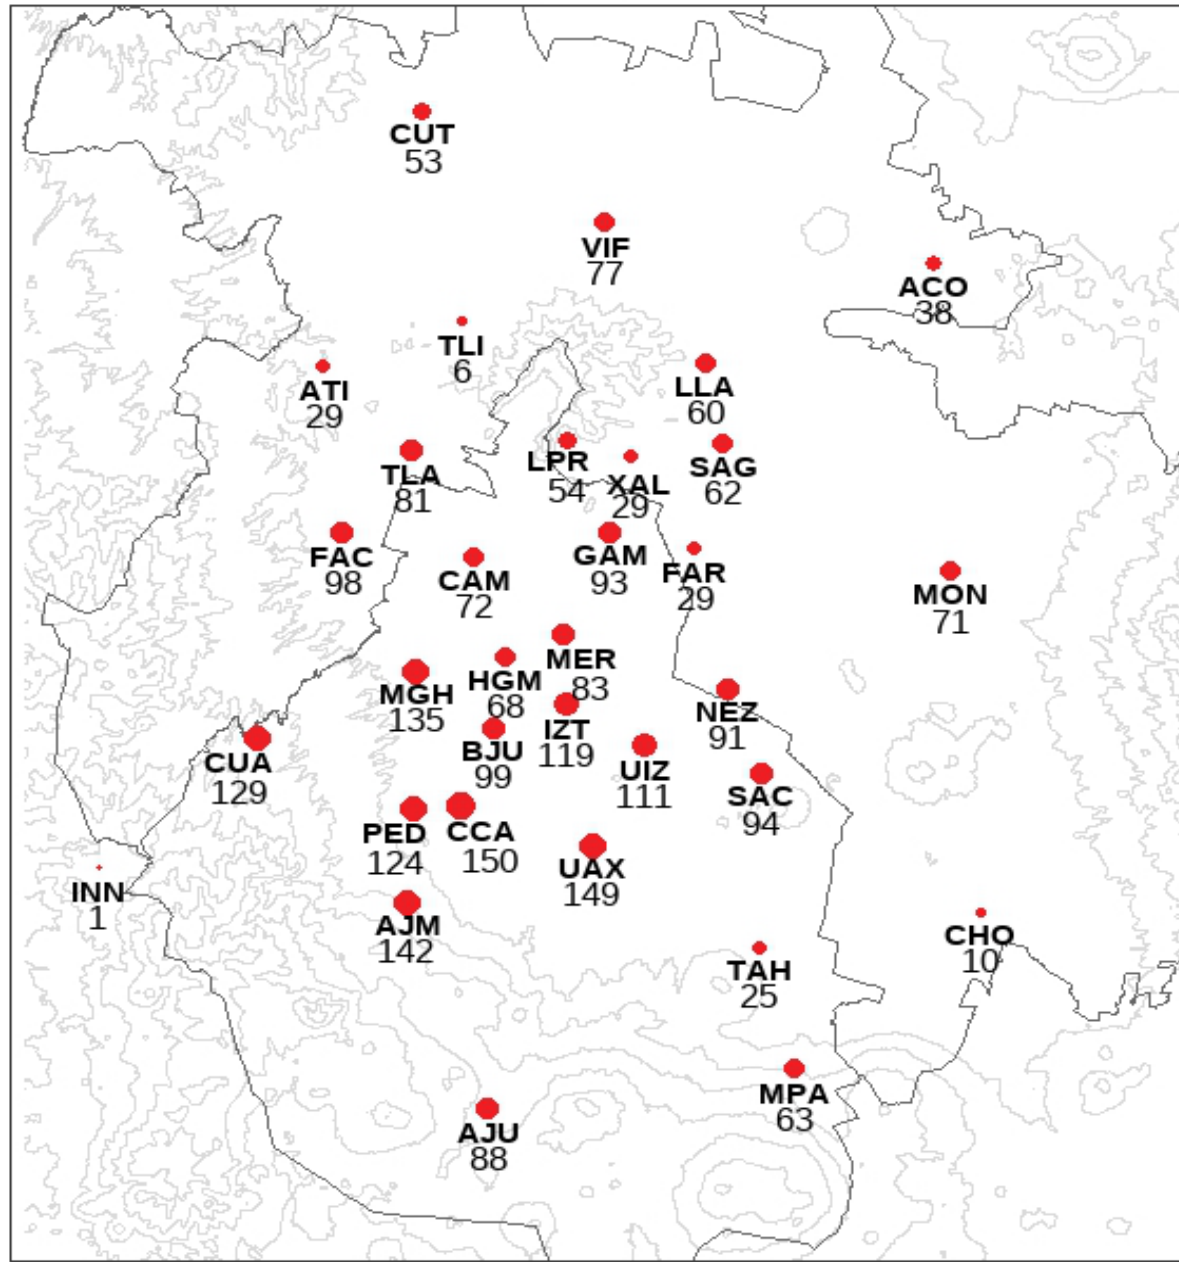 CUT
53
VIF
77
ACO
38
TLI
6
ATI
29
LLA
60
TLA
81
LPR
54
XAL
29
SAG
62
FAC
98
CAM
72
GAM
93
FAR
29
MON
71
MGH
135
HGM
68
MER
83
NEZ
91
CUA
129
BJU
99
IZT
119
UIZ
111
SAC
94
PED
124
CCA
150
UAX
149
INN
1
AJM
142
TAH
25
CHO
10
MPA
63
AJU
88